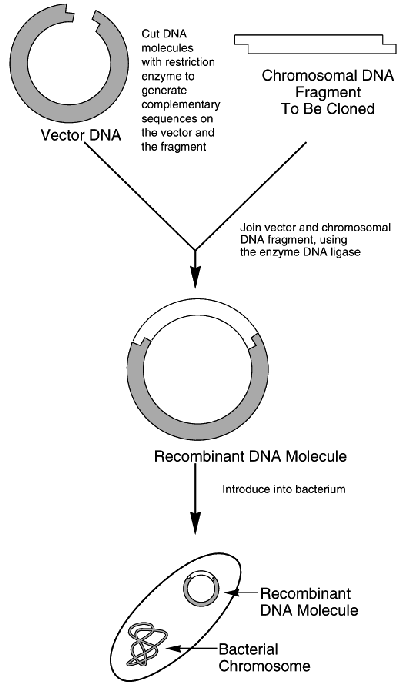 Cut DNA
molecules
with restriction
enzyme to
generate
complementary
sequences on
the vector and
the fragment
Vector DNA
Chromosomal DNA
Fragment
To Be Cloned
Join vector and chromosomal
DNA fragment, using
the enzyme DNA ligase
Recombinant DNA Molecule
Introduce into bacterium
Recombinant
DNA Molecule
Bacterial
Chromosome